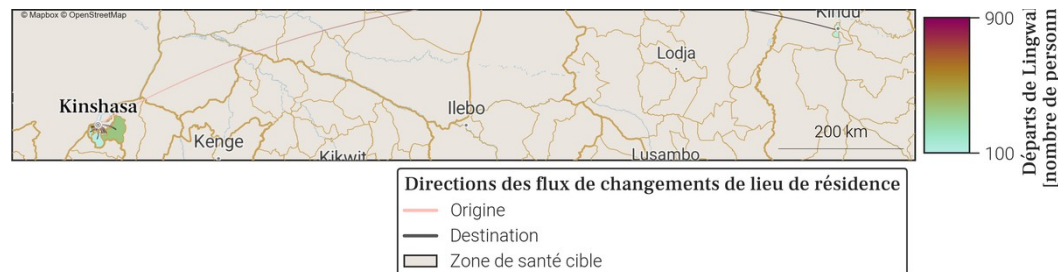 © Mapbox © OpenStreetMap
Kindu
Lodja
Kinshasa
Ilebo
200 km
Kenge
Kikwit
Lusambo
900
100
Départs de Lingwa
[nombre de personn
Directions des flux de changements de lieu de résidence
Origine
Destination
Zone de santé cible